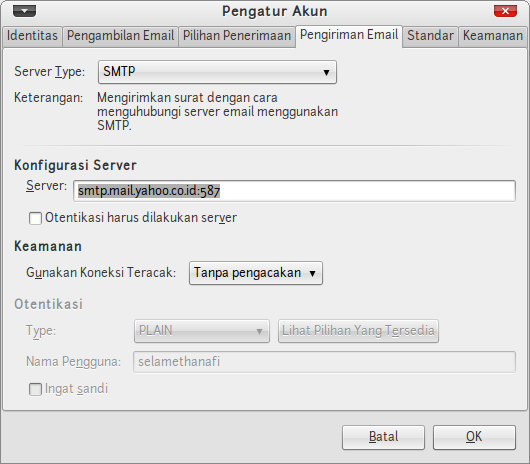 Pengatur Akun
Identitas Pengambilan Email Pilihan Penerimaan Pengiriman Email Standar Keamanan
Server Type: SMTP
Keterangan: Mengirimkan surat dengan cara
menguhubungi server email menggunakan
SMTP.
Konfigurasi Server
Server: smtp.mail.yahoo.co.id:587
Otentikasi harus dilakukan server
Keamanan
Gunakan Koneksi Teracak: Tanpa pengacakan
Otentikasi
Type: PLAIN Lihat Pilihan Yang Tersedia
Nama Pengguna: selamethanafi
Ingat sandi
Batal OK